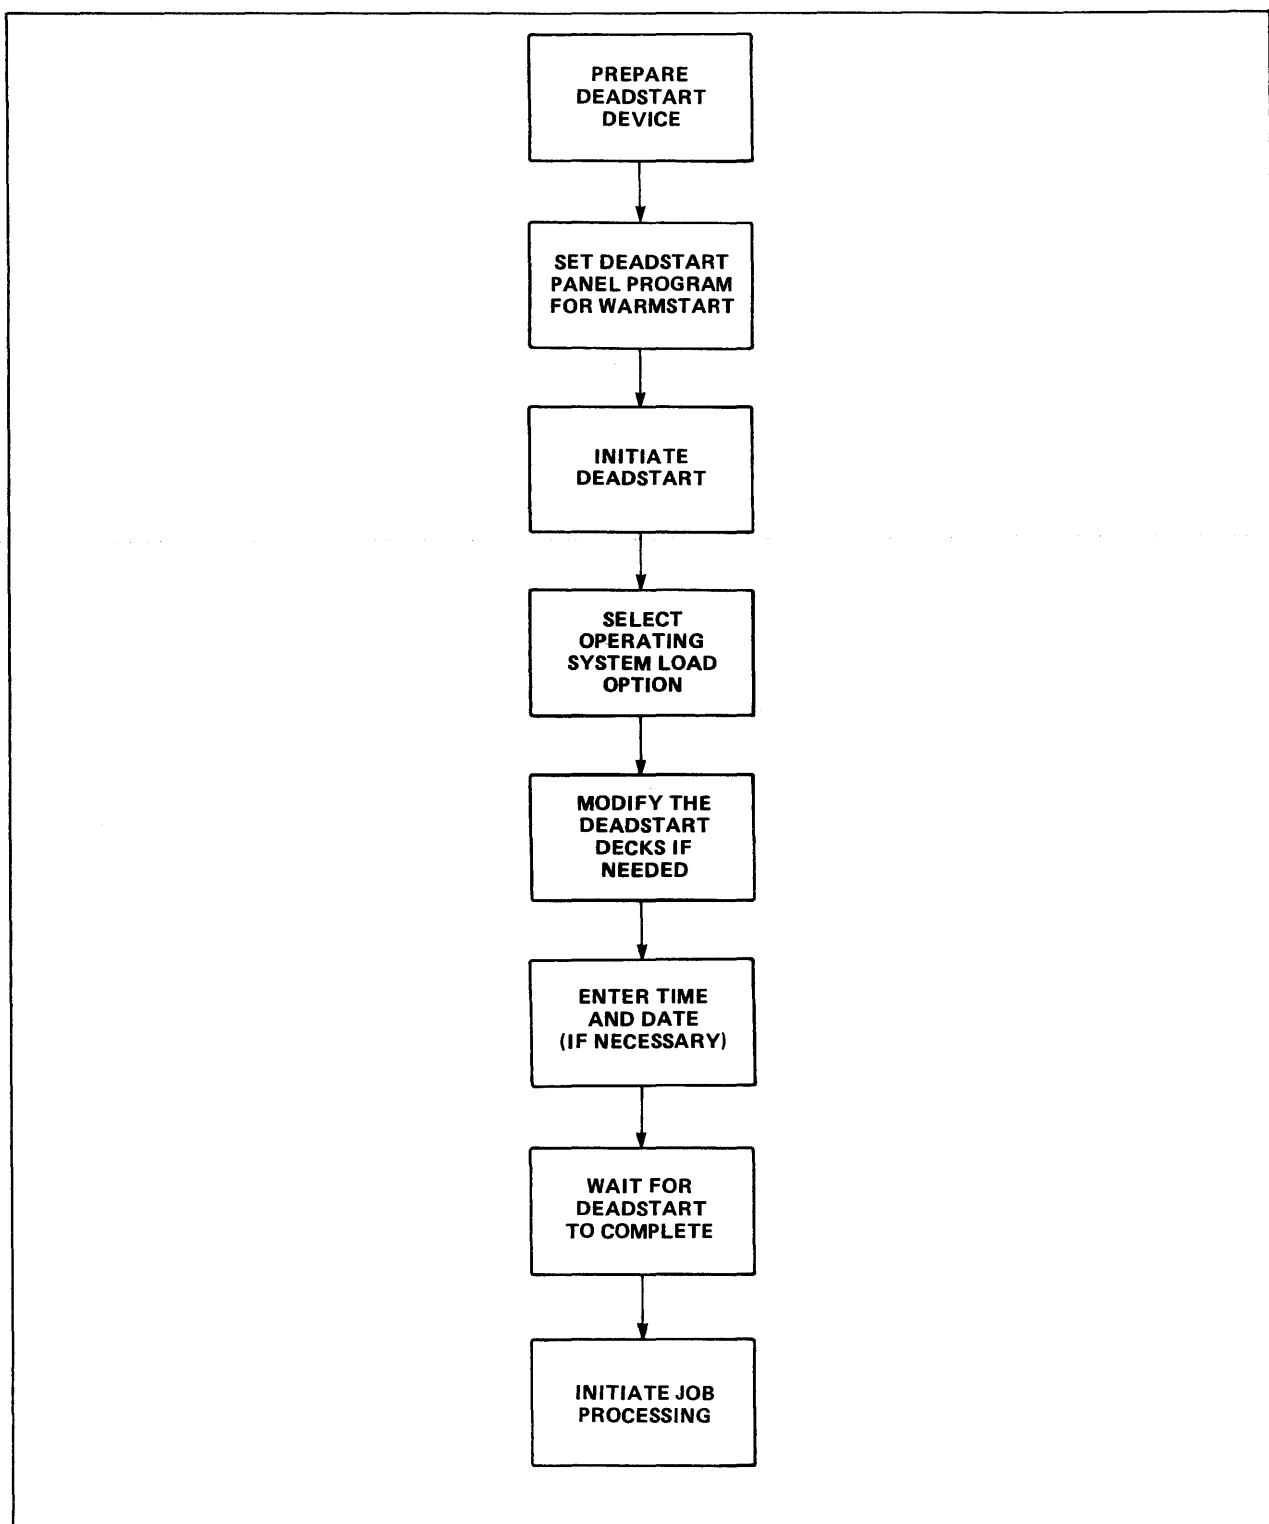 PREPARE
DEADSTART
DEVICE
SET DEADSTART
PANEL PROGRAM
FOR WARMSTART
INITIATE
DEADSTART
SELECT
OPERATING
SYSTEM LOAD
OPTION
MODIFY THE
DEADSTART
DECKS IF
NEEDED
ENTER TIME
AND DATE
(IF NECESSARY)
WAIT FOR
DEADSTART
TO COMPLETE
INITIATE JOB
PROCESSING